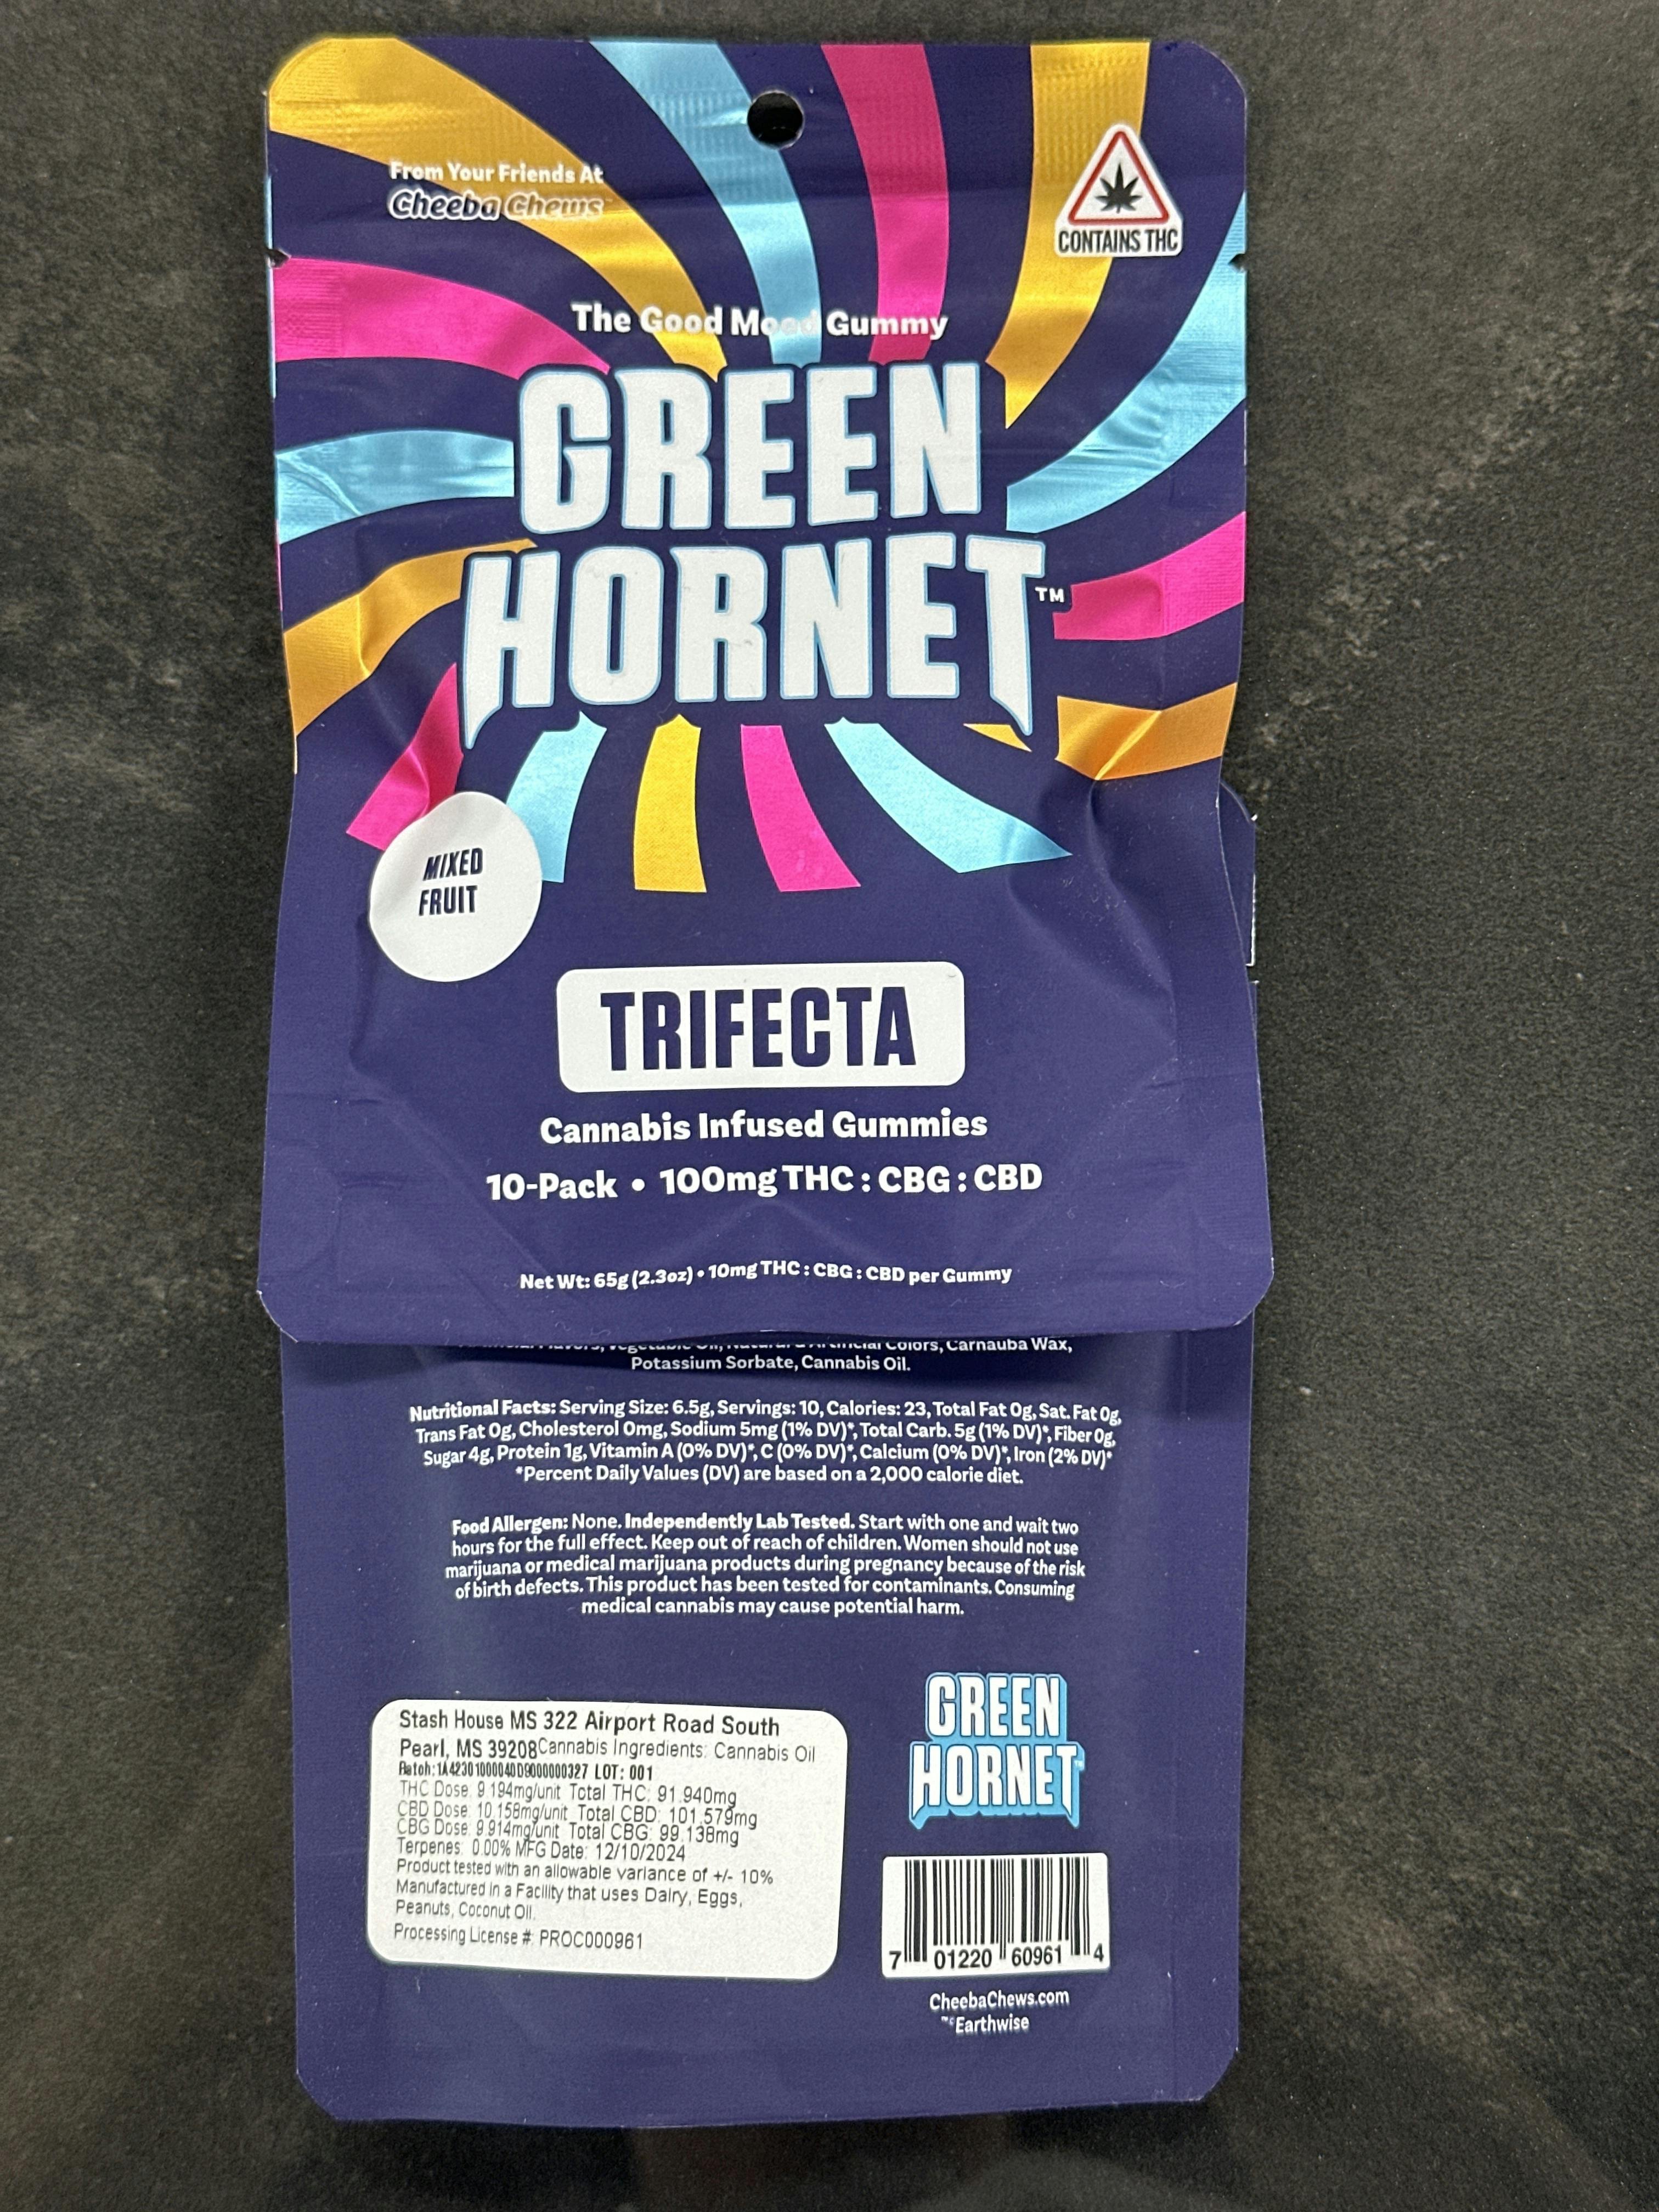 From Your Friends At
Cheeba Chews
CONTAINS THC
The Good Mood Gummy
GREEN
HORNET™
MIXED
FRUIT
TRIFECTA
Cannabis Infused Gummies
10-Pack • 100mg THC : CBG : CBD
Net Wt: 65g (2.3oz) • 10mg THC : CBG : CBD per Gummy
Vegetable Oil, Natural & Artificial Colors, Carnauba Wax,
Potassium Sorbate, Cannabis Oil.
Nutritional Facts: Serving Size: 6.5g, Servings: 10, Calories: 23, Total Fat 0g, Sat. Fat 0g,
Trans Fat 0g, Cholesterol 0mg, Sodium 5mg (1% DV)*, Total Carb. 5g (1% DV)*, Fiber 0g,
Sugar 4g, Protein 1g, Vitamin A (0% DV)*, C (0% DV)*, Calcium (0% DV)*, Iron (2% DV)*
*Percent Daily Values (DV) are based on a 2,000 calorie diet.
Food Allergen: None. Independently Lab Tested. Start with one and wait two
hours for the full effect. Keep out of reach of children. Women should not use
marijuana or medical marijuana products during pregnancy because of the risk
of birth defects. This product has been tested for contaminants. Consuming
medical cannabis may cause potential harm.
Stash House MS 322 Airport Road South
Pearl, MS 39208 Cannabis Ingredients: Cannabis Oil
Batch: 1A42301000040D9000000327 LOT: 001
THC Dose: 9.194mg/unit Total THC: 91.940mg
CBD Dose: 10.158mg/unit Total CBD: 101.579mg
CBG Dose: 9.914mg/unit Total CBG: 99.138mg
Terpenes: 0.00% MFG Date: 12/10/2024
Product tested with an allowable variance of +/- 10%
Manufactured in a Facility that uses Dairy, Eggs,
Peanuts, Coconut Oil.
Processing License #: PROC000961
GREEN
HORNET
7 01220 60961 4
CheebaChews.com
Earthwise